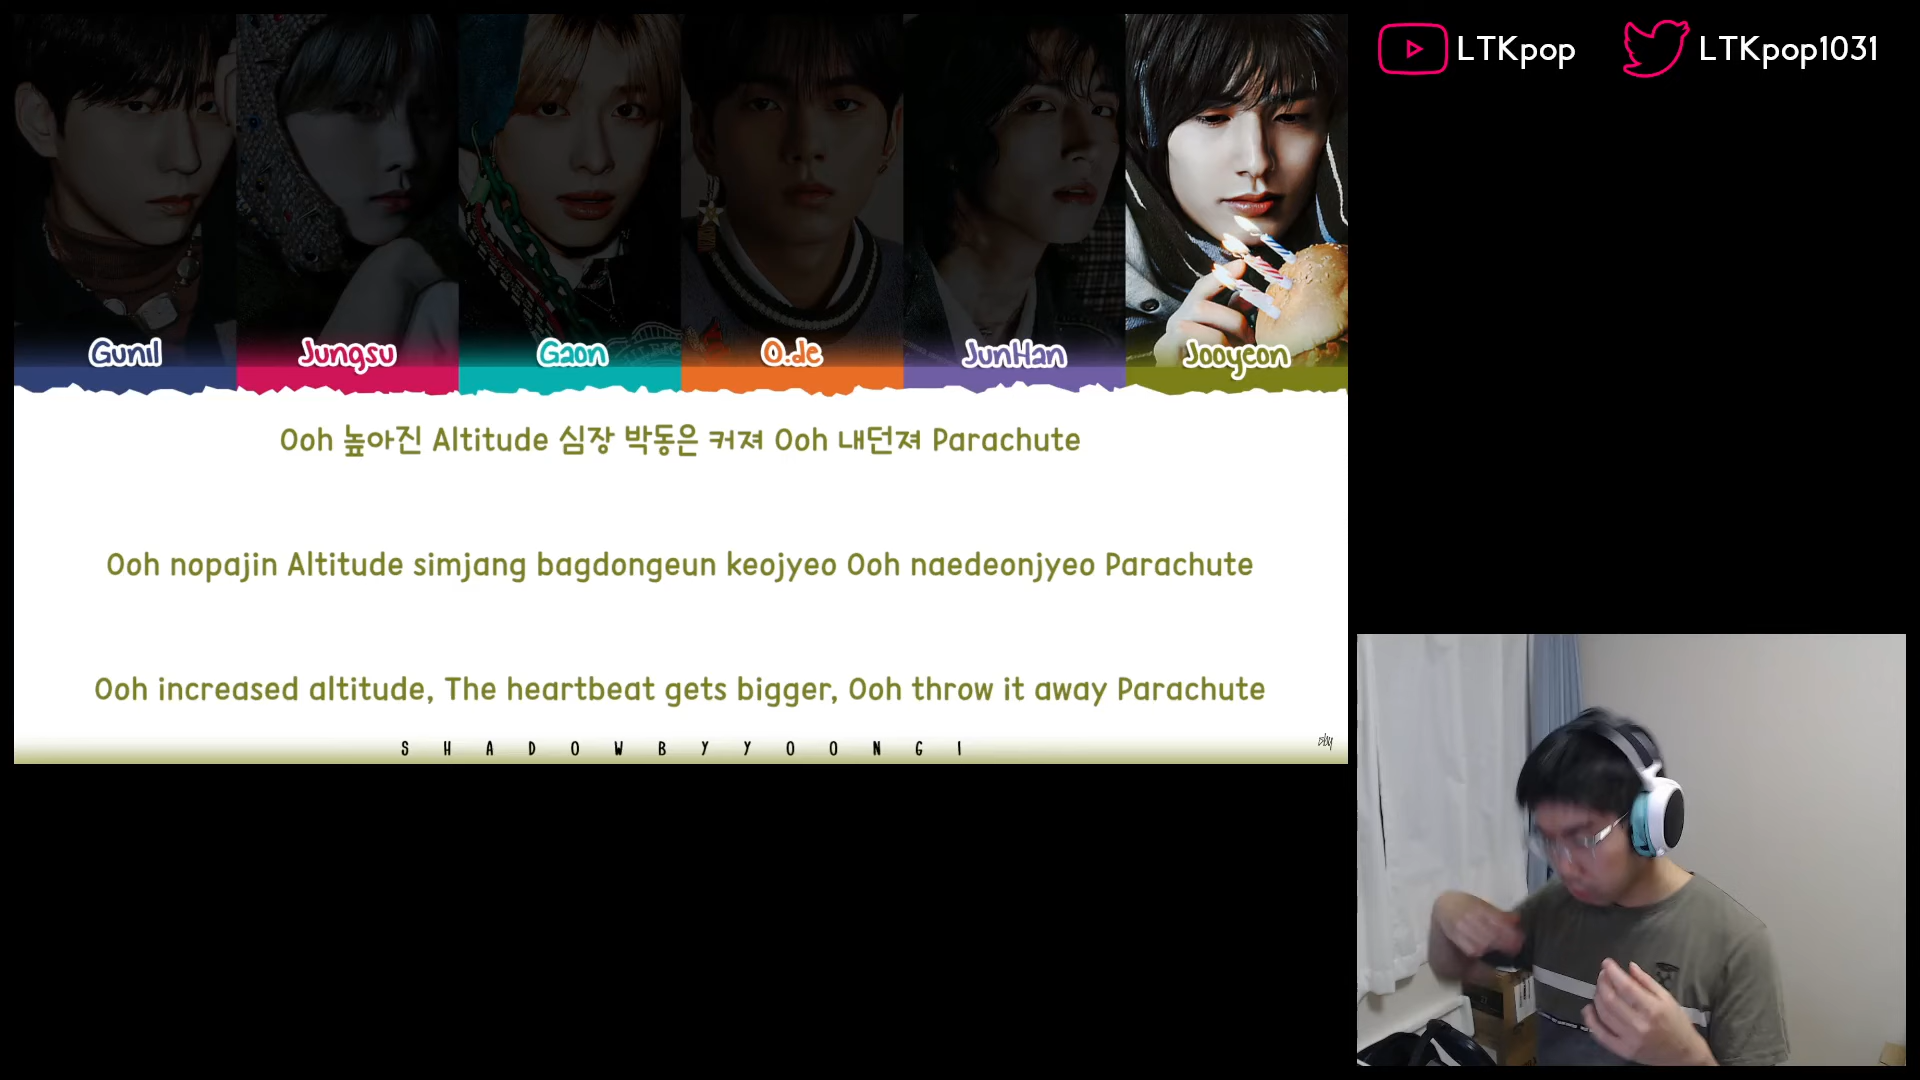 LTKpop
LTKpop1031
Gunil
Jungsu
Gaon
O.de
JunHan
Jooyeon
Ooh 높아진 Altitude 심장 박동은 커져 Ooh 내던져 Parachute
Ooh nopajin Altitude simjang bagdongeun keojyeo Ooh naedeonjyeo Parachute
Ooh increased altitude, The heartbeat gets bigger, Ooh throw it away Parachute
SHADOWBYYOONGI
sby